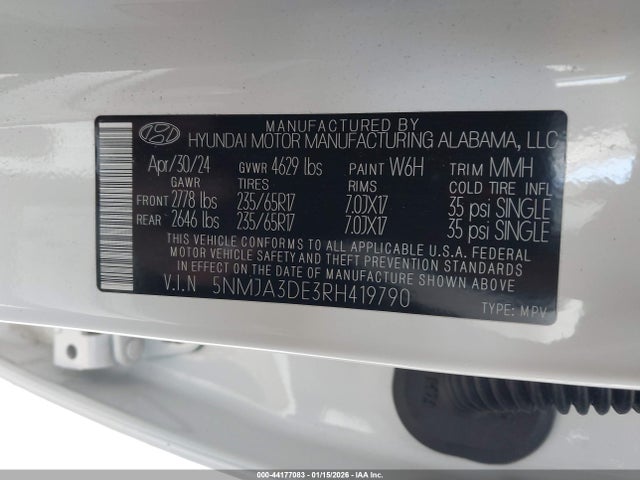 MANUFACTURED BY
HYUNDAI MOTOR MANUFACTURING ALABAMA, LLC
Apr/30/24 GVWR 4629 lbs PAINT W6H TRIM MMH
GAWR TIRES RIMS COLD TIRE INFL
FRONT 2778 lbs 235/65R17 7.0JX17 35 psi SINGLE
REAR 2646 lbs 235/65R17 7.0JX17 35 psi SINGLE
THIS VEHICLE CONFORMS TO ALL APPLICABLE U.S.A. FEDERAL
MOTOR VEHICLE SAFETY AND THEFT PREVENTION STANDARDS
IN EFFECT ON THE DATE OF MANUFACTURE SHOWN ABOVE.
V.I.N 5NMJA3DE3RH419790
TYPE: MPV
000-44177083 - 01/15/2026 - IAAI.COM